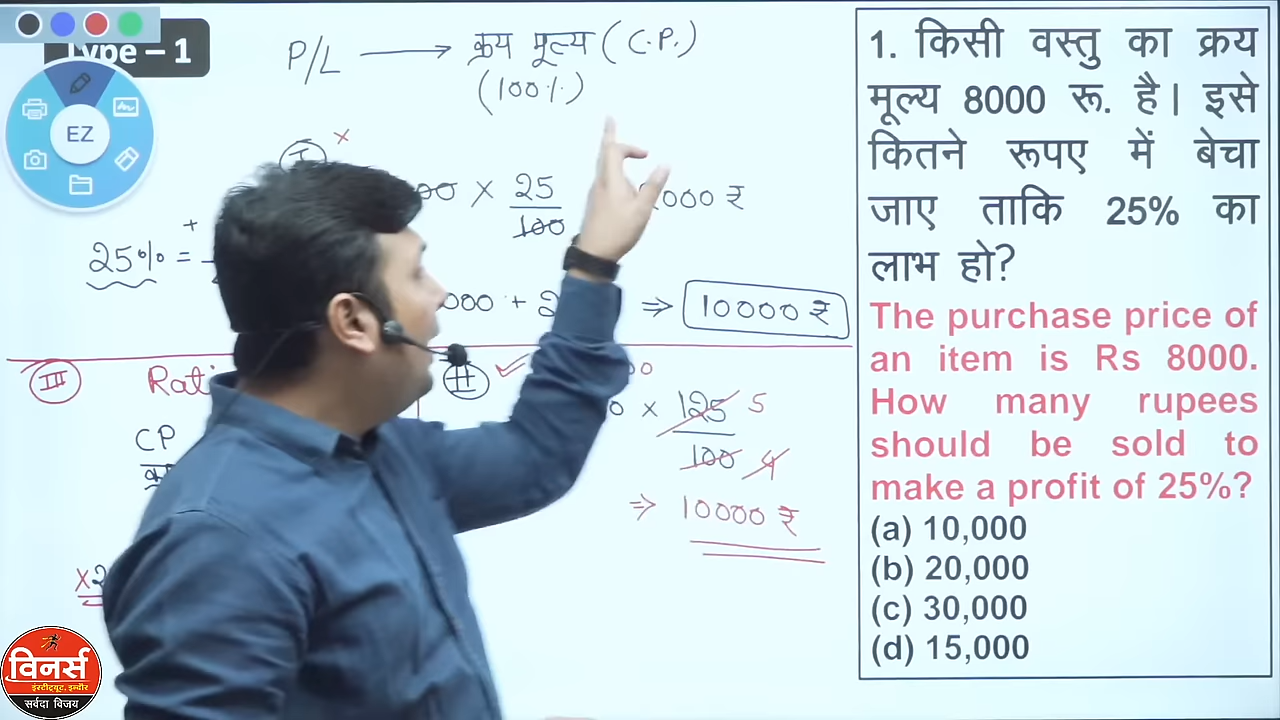 Type – 1
EZ
P/L → क्रय मूल्य (C.P.)
(100%)
I ×
× 25/100
000 ₹
25% = +
000 + 2
⇒ 10000 ₹
III
II ✓
CP
× 125/100 5 4
⇒ 10000 ₹
×2
1. किसी वस्तु का क्रय
मूल्य 8000 रू. है। इसे
कितने रूपए में बेचा
जाए ताकि 25% का
लाभ हो?
The purchase price of
an item is Rs 8000.
How many rupees
should be sold to
make a profit of 25%?
(a) 10,000
(b) 20,000
(c) 30,000
(d) 15,000
विनर्स
इंस्टीट्यूट, इन्दौर
सर्वदा विजय